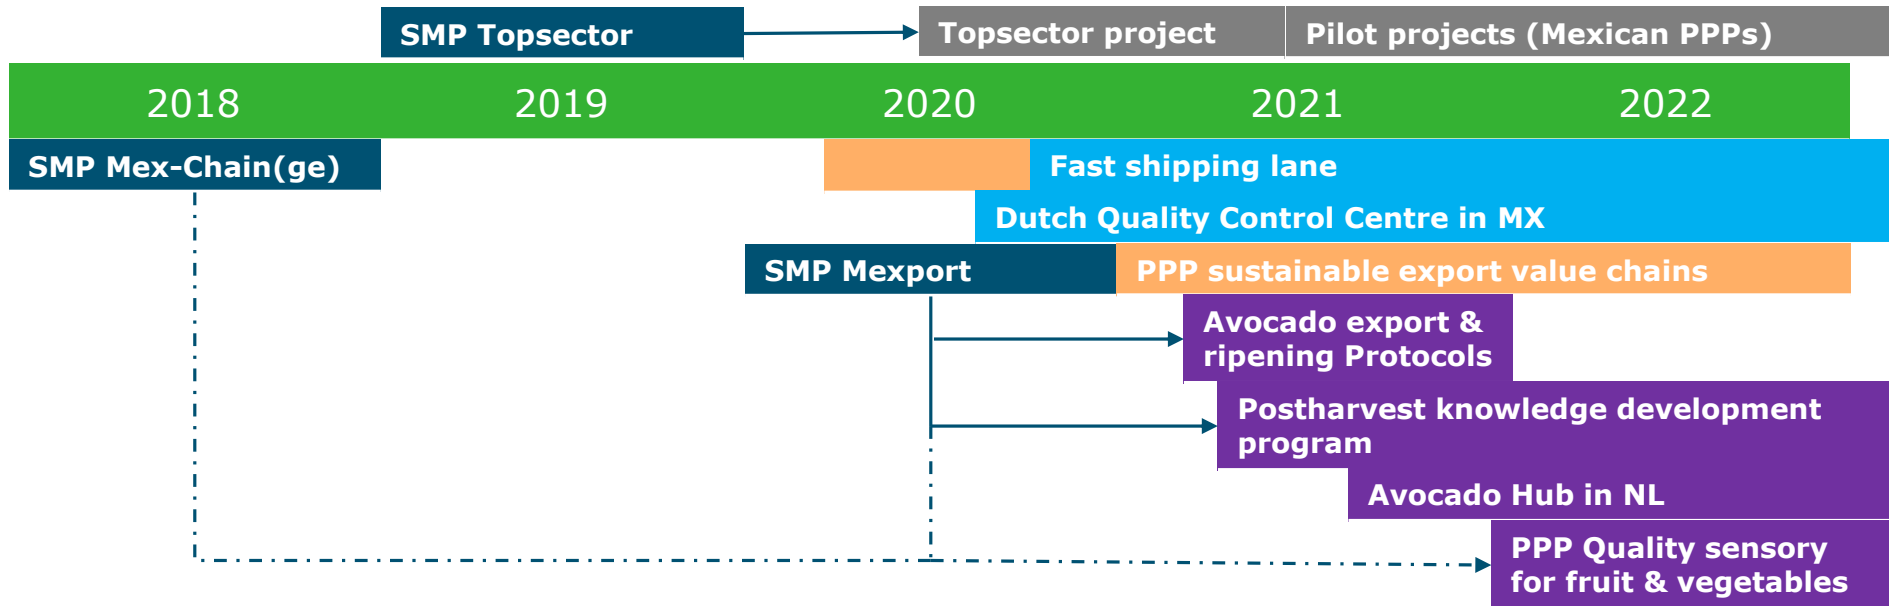 SMP Topsector
Topsector project
Pilot projects (Mexican PPPs)
2018
2019
2020
2021
2022
SMP Mex-Chain(ge)
Fast shipping lane
Dutch Quality Control Centre in MX
SMP Mexport
PPP sustainable export value chains
Avocado export &
ripening Protocols
Postharvest knowledge development
program
Avocado Hub in NL
PPP Quality sensory
for fruit & vegetables